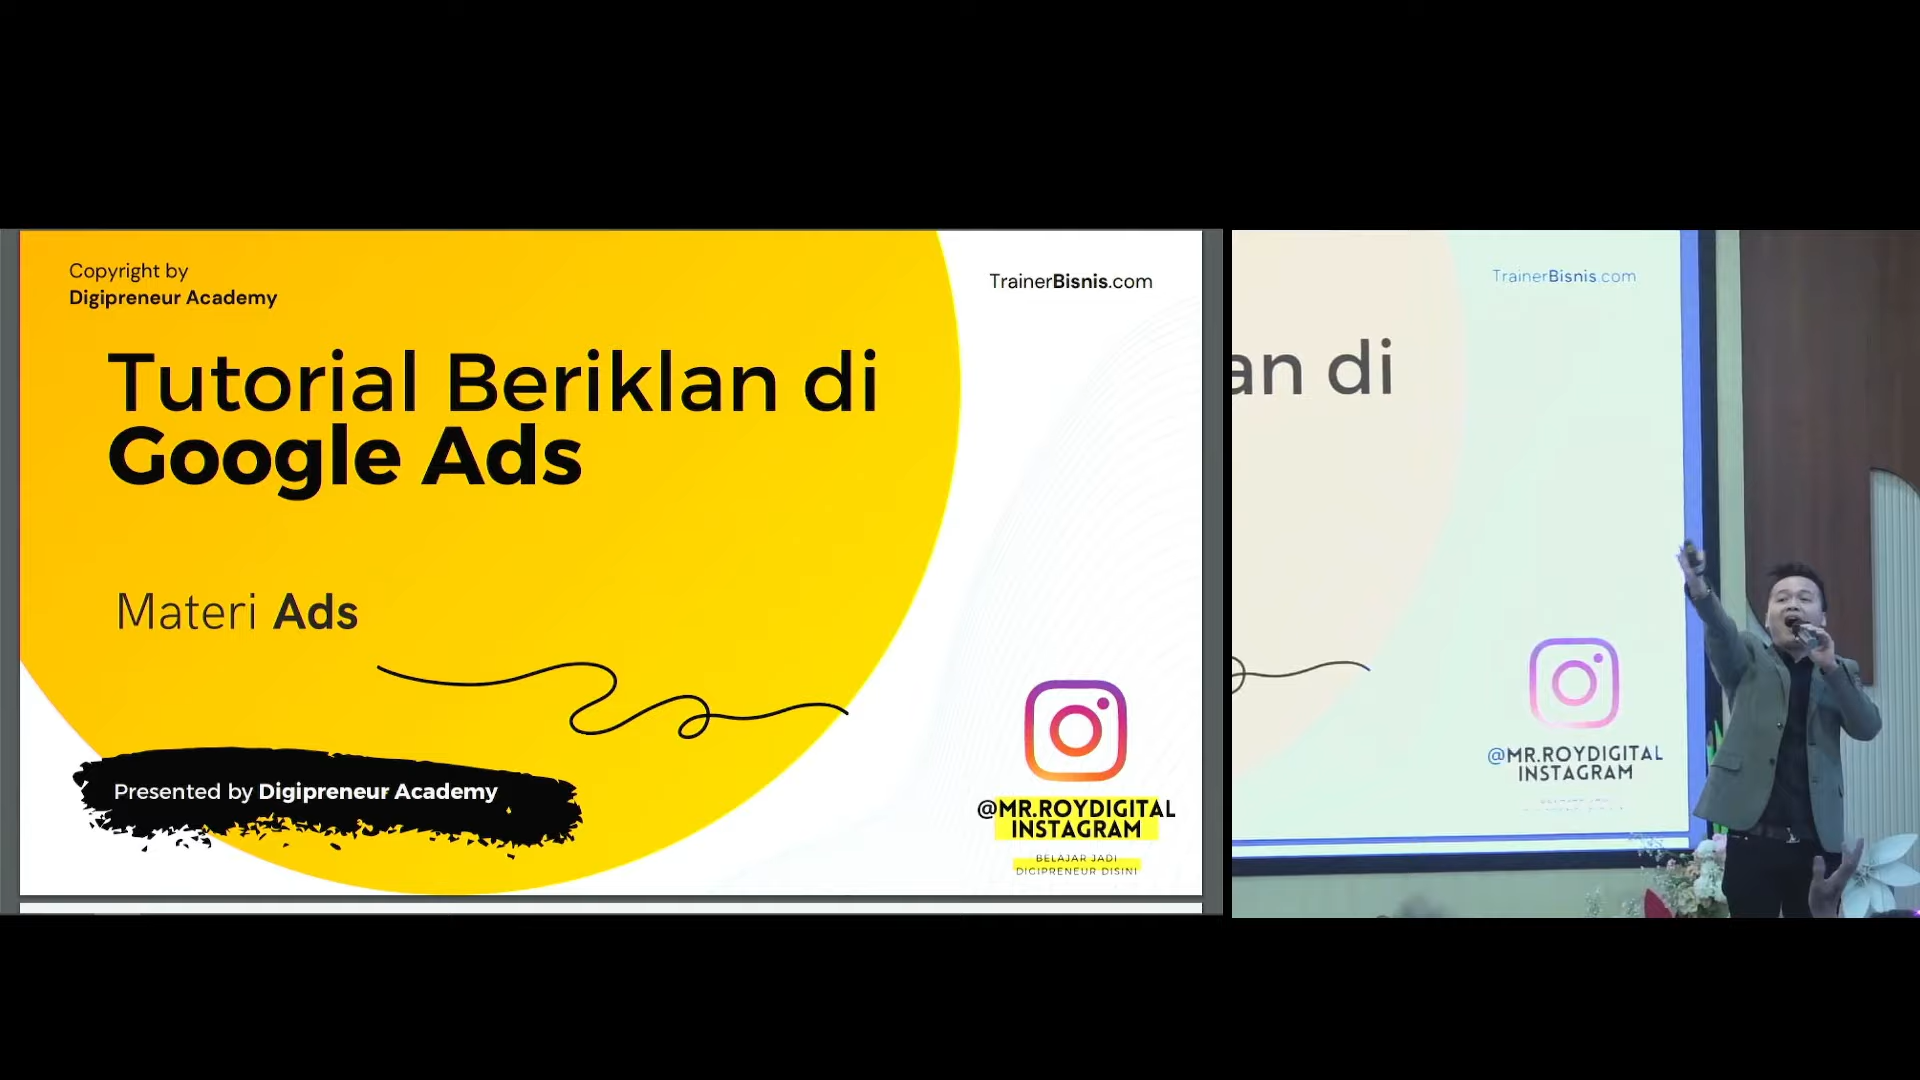 Copyright by
Digipreneur Academy
TrainerBisnis.com
Tutorial Beriklan di
Google Ads
Materi Ads
Presented by Digipreneur Academy
@MR.ROYDIGITAL
INSTAGRAM
BELAJAR JADI
DIGIPRENEUR DISINI
TrainerBisnis.com
an di
@MR.ROYDIGITAL
INSTAGRAM